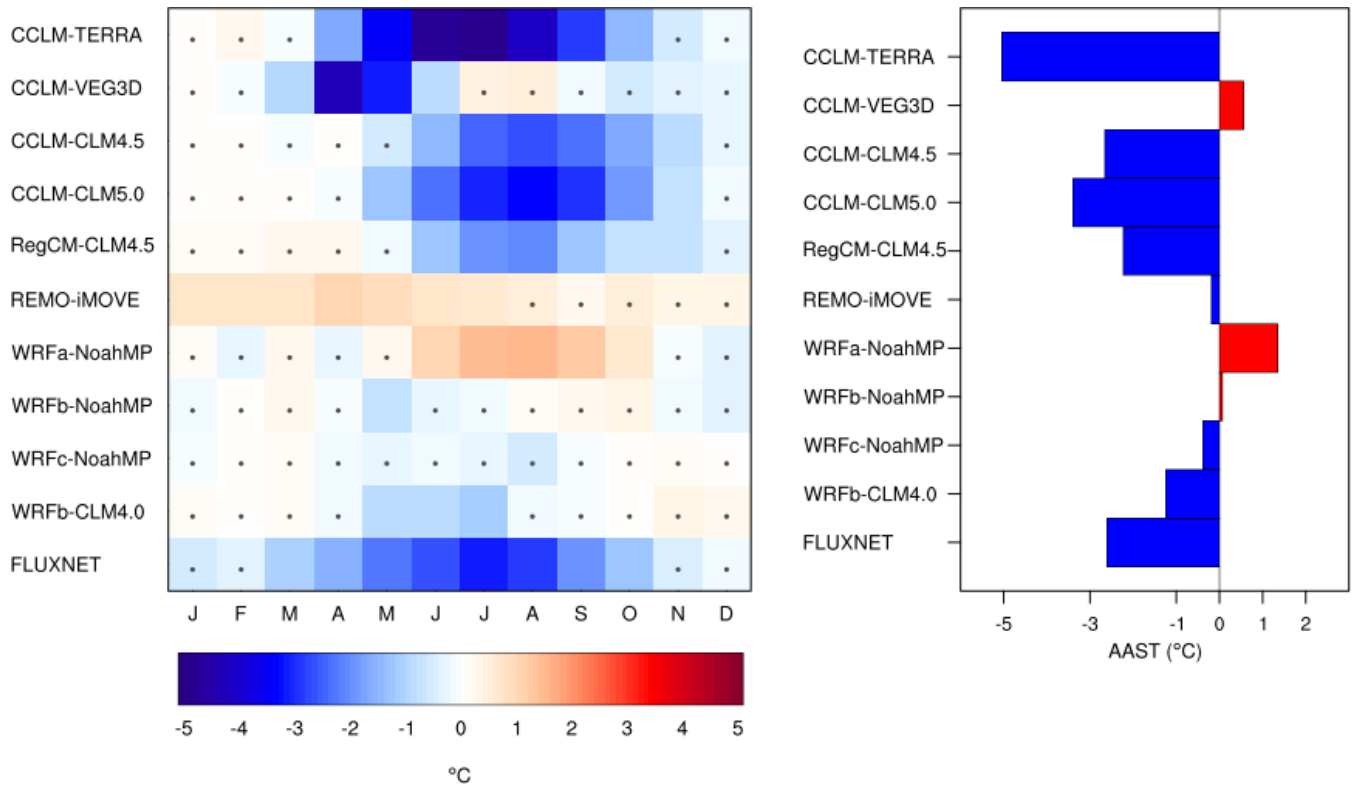 CCLM-TERRA
CCLM-VEG3D
CCLM-CLM4.5
CCLM-CLM5.0
RegCM-CLM4.5
REMO-iMOVE
WRFa-NoahMP
WRFb-NoahMP
WRFc-NoahMP
WRFb-CLM4.0
FLUXNET
J F M A M J J A S O N D
-5 -4 -3 -2 -1 0 1 2 3 4 5
°C
CCLM-TERRA
CCLM-VEG3D
CCLM-CLM4.5
CCLM-CLM5.0
RegCM-CLM4.5
REMO-iMOVE
WRFa-NoahMP
WRFb-NoahMP
WRFc-NoahMP
WRFb-CLM4.0
FLUXNET
-5 -3 -1 0 1 2
AAST (°C)